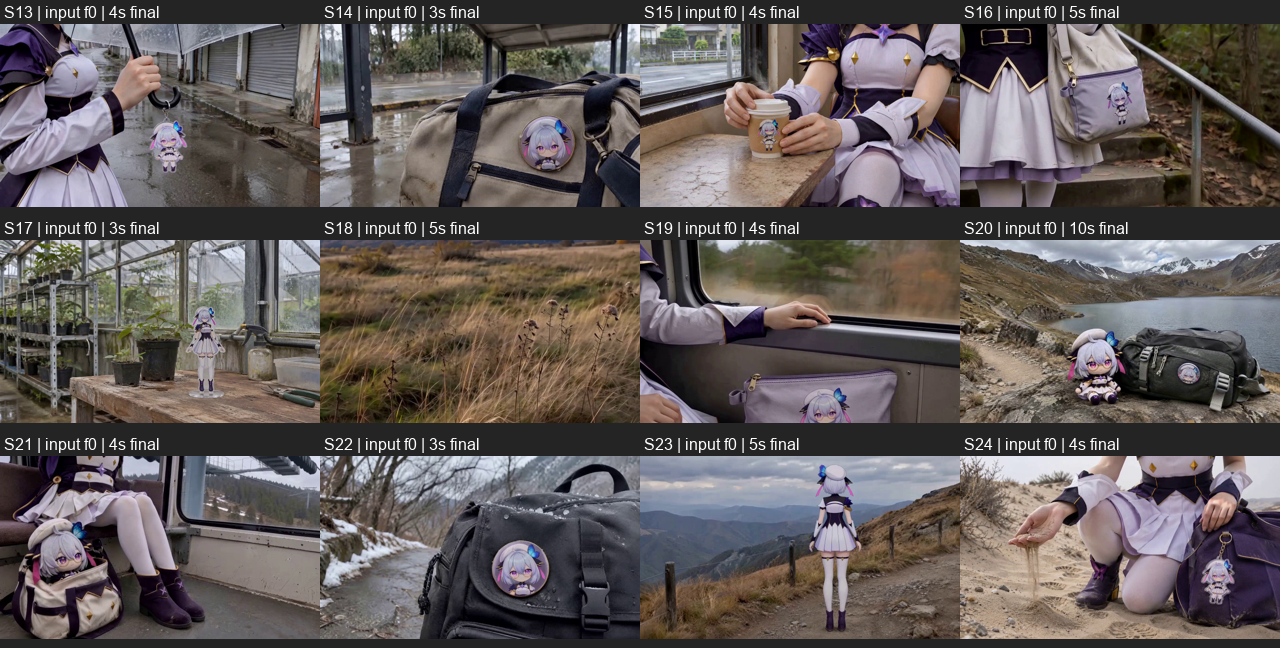 S13 | input f0 | 4s final
S14 | input f0 | 3s final
S15 | input f0 | 4s final
S16 | input f0 | 5s final
S17 | input f0 | 3s final
S18 | input f0 | 5s final
S19 | input f0 | 4s final
S20 | input f0 | 10s final
S21 | input f0 | 4s final
S22 | input f0 | 3s final
S23 | input f0 | 5s final
S24 | input f0 | 4s final